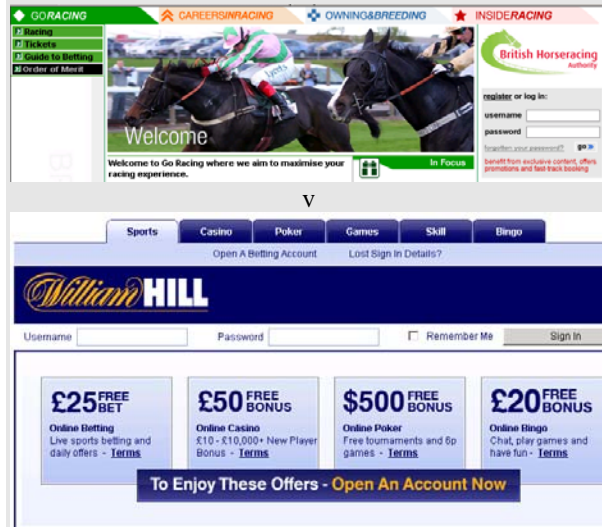 GORACING CAREERSINRACING OWNING&BREEDING INSIDERACING
Racing
Tickets
Guide to Betting
Order of Merit
British Horseracing
Authority
register or log in:
username
password
forgotten your password? go
benefit from exclusive content, offers
promotions and fast-track booking
Welcome
Welcome to Go Racing where we aim to maximise your
racing experience.
In Focus
v
Sports Casino Poker Games Skill Bingo
Open A Betting Account Lost Sign In Details?
William HILL
Username Password Remember Me Sign In
£25 FREE BET
Online Betting
Live sports betting and
daily offers - Terms
£50 FREE BONUS
Online Casino
£10 - £10,000+ New Player
Bonus - Terms
$500 FREE BONUS
Online Poker
Free tournaments and 6p
games - Terms
£20 FREE BONUS
Online Bingo
Chat, play games and
have fun - Terms
To Enjoy These Offers - Open An Account Now